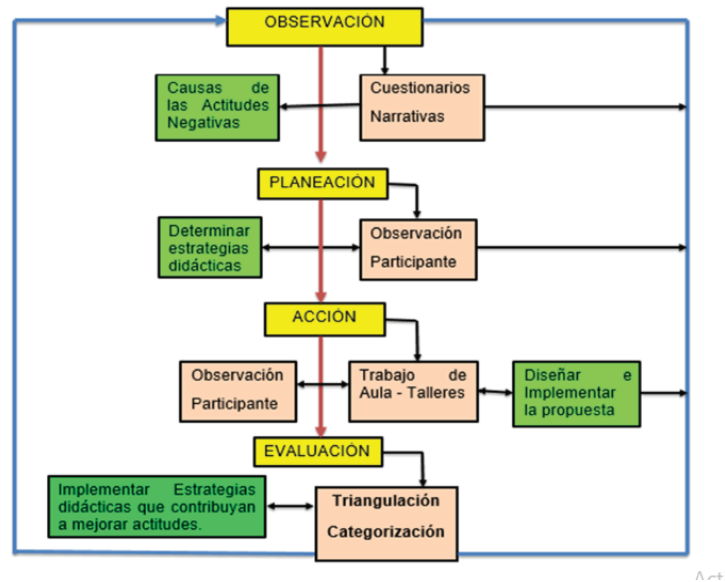 OBSERVACIÓN
Causas de
las Actitudes
Negativas
Cuestionarios
Narrativas
PLANEACIÓN
Determinar
estrategias
didácticas
Observación
Participante
ACCIÓN
Observación
Participante
Trabajo de
Aula - Talleres
Diseñar e
Implementar
la propuesta
EVALUACIÓN
Implementar Estrategias
didácticas que contribuyan
a mejorar actitudes.
Triangulación
Categorización